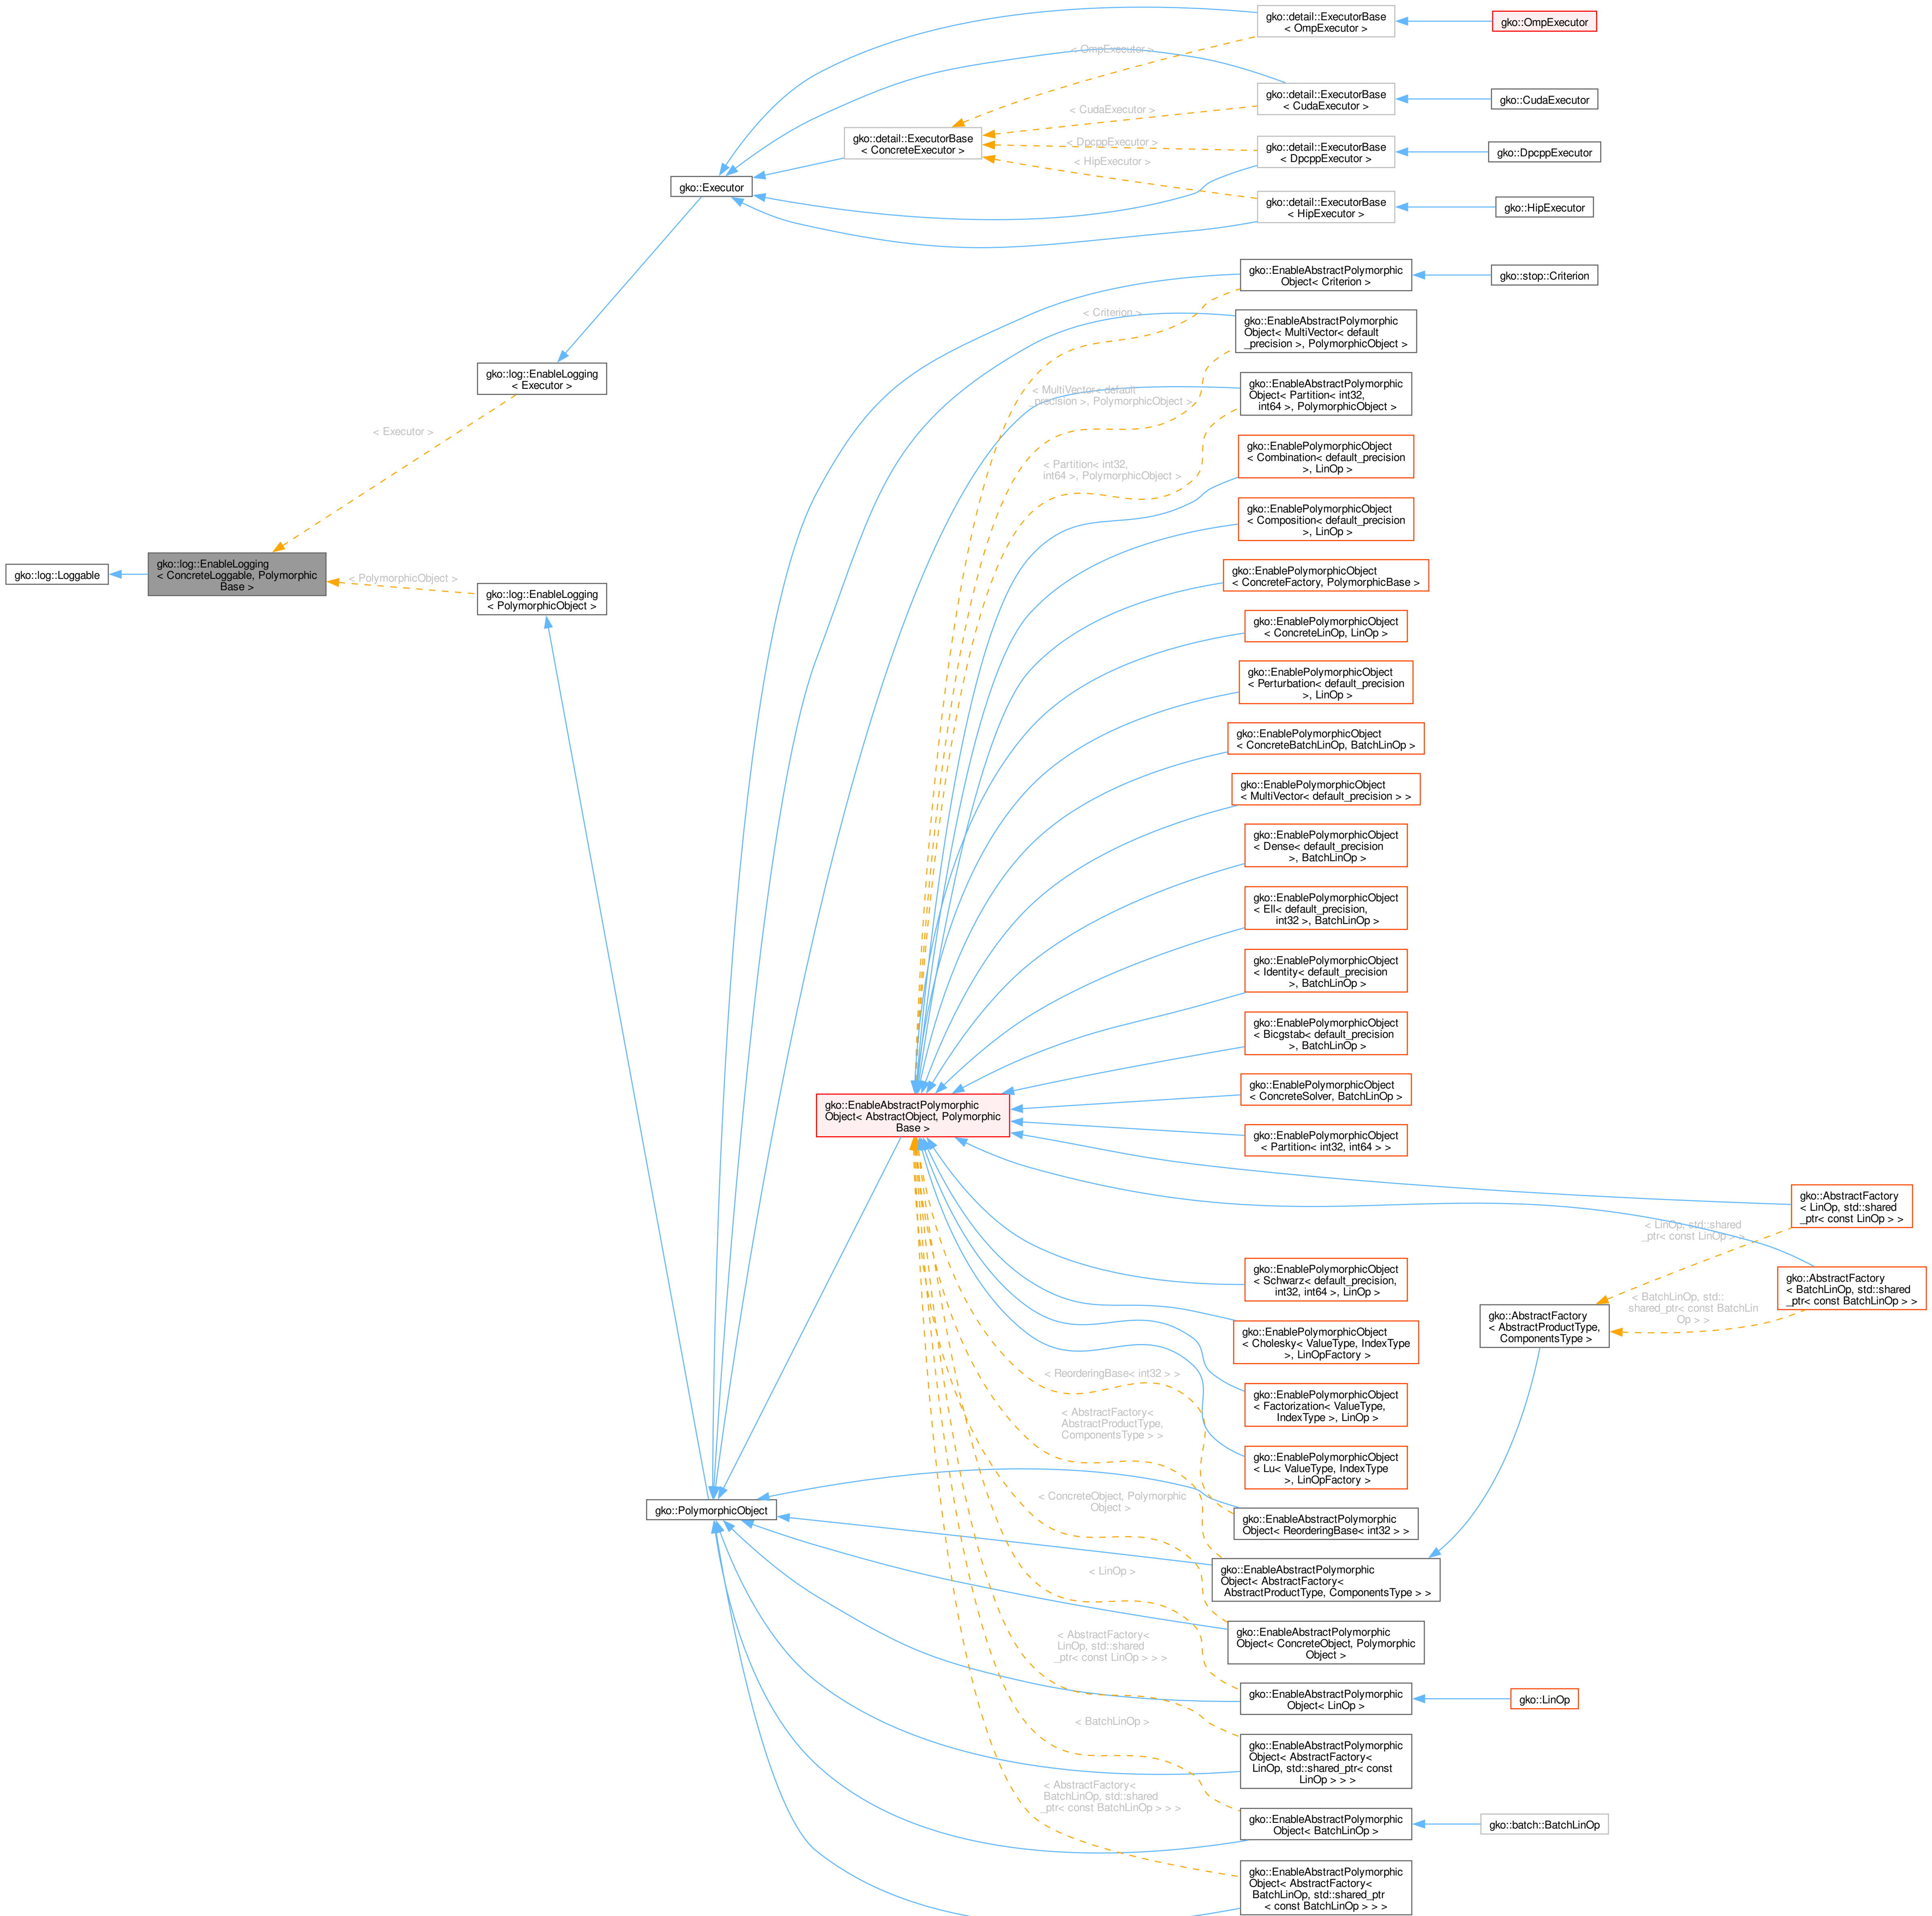 gko::detail::ExecutorBase
< OmpExecutor >
gko::OmpExecutor
< OmpExecutor >
gko::detail::ExecutorBase
< CudaExecutor >
gko::CudaExecutor
< CudaExecutor >
gko::detail::ExecutorBase
< ConcreteExecutor >
< DpcppExecutor >
gko::detail::ExecutorBase
< DpcppExecutor >
gko::DpcppExecutor
< HipExecutor >
gko::Executor
gko::detail::ExecutorBase
< HipExecutor >
gko::HipExecutor
gko::EnableAbstractPolymorphic
Object< Criterion >
gko::stop::Criterion
< Criterion >
gko::EnableAbstractPolymorphic
Object< MultiVector< default
_precision >, PolymorphicObject >
gko::log::EnableLogging
< Executor >
< MultiVector< default
_precision >, PolymorphicObject >
gko::EnableAbstractPolymorphic
Object< Partition< int32,
int64 >, PolymorphicObject >
< Executor >
gko::EnablePolymorphicObject
< Combination< default_precision
>, LinOp >
< Partition< int32,
int64 >, PolymorphicObject >
gko::EnablePolymorphicObject
< Composition< default_precision
>, LinOp >
gko::log::Loggable
gko::log::EnableLogging
< ConcreteLoggable, Polymorphic
Base >
< PolymorphicObject >
gko::log::EnableLogging
< PolymorphicObject >
gko::EnablePolymorphicObject
< ConcreteFactory, PolymorphicBase >
gko::EnablePolymorphicObject
< ConcreteLinOp, LinOp >
gko::EnablePolymorphicObject
< Perturbation< default_precision
>, LinOp >
gko::EnablePolymorphicObject
< ConcreteBatchLinOp, BatchLinOp >
gko::EnablePolymorphicObject
< MultiVector< default_precision > >
gko::EnablePolymorphicObject
< Dense< default_precision
>, BatchLinOp >
gko::EnablePolymorphicObject
< Ell< default_precision,
int32 >, BatchLinOp >
gko::EnablePolymorphicObject
< Identity< default_precision
>, BatchLinOp >
gko::EnablePolymorphicObject
< Bicgstab< default_precision
>, BatchLinOp >
gko::EnablePolymorphicObject
< ConcreteSolver, BatchLinOp >
gko::EnableAbstractPolymorphic
Object< AbstractObject, Polymorphic
Base >
gko::EnablePolymorphicObject
< Partition< int32, int64 > >
gko::AbstractFactory
< LinOp, std::shared
_ptr< const LinOp > >
< LinOp, std::shared
_ptr< const LinOp > >
gko::EnablePolymorphicObject
< Schwarz< default_precision,
int32, int64 >, LinOp >
gko::AbstractFactory
< BatchLinOp, std::shared
_ptr< const BatchLinOp > >
< BatchLinOp, std::
shared_ptr< const BatchLin
Op > >
gko::AbstractFactory
< AbstractProductType,
ComponentsType >
gko::EnablePolymorphicObject
< Cholesky< ValueType, IndexType
>, LinOpFactory >
< ReorderingBase< int32 > >
gko::EnablePolymorphicObject
< Factorization< ValueType,
IndexType >, LinOp >
< AbstractFactory<
AbstractProductType,
ComponentsType > >
gko::EnablePolymorphicObject
< Lu< ValueType, IndexType
>, LinOpFactory >
< ConcreteObject, Polymorphic
Object >
gko::PolymorphicObject
gko::EnableAbstractPolymorphic
Object< ReorderingBase< int32 > >
< LinOp >
gko::EnableAbstractPolymorphic
Object< AbstractFactory<
AbstractProductType, ComponentsType > >
gko::EnableAbstractPolymorphic
Object< ConcreteObject, Polymorphic
Object >
< AbstractFactory<
LinOp, std::shared
_ptr< const LinOp > > >
gko::EnableAbstractPolymorphic
Object< LinOp >
gko::LinOp
< BatchLinOp >
gko::EnableAbstractPolymorphic
Object< AbstractFactory<
LinOp, std::shared_ptr< const
LinOp > > >
< AbstractFactory<
BatchLinOp, std::shared
_ptr< const BatchLinOp > > >
gko::EnableAbstractPolymorphic
Object< BatchLinOp >
gko::batch::BatchLinOp
gko::EnableAbstractPolymorphic
Object< AbstractFactory<
BatchLinOp, std::shared_ptr
< const BatchLinOp > > >